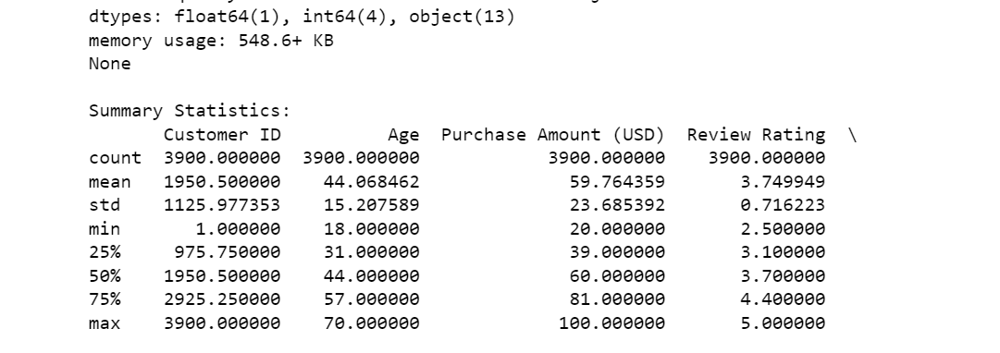 dtypes: float64(1), int64(4), object(13)
memory usage: 548.6+ KB
None
Summary Statistics:
Customer ID Age Purchase Amount (USD) Review Rating \
count 3900.000000 3900.000000 3900.000000 3900.000000
mean 1950.500000 44.068462 59.764359 3.749949
std 1125.977353 15.207589 23.685392 0.716223
min 1.000000 18.000000 20.000000 2.500000
25% 975.750000 31.000000 39.000000 3.100000
50% 1950.500000 44.000000 60.000000 3.700000
75% 2925.250000 57.000000 81.000000 4.400000
max 3900.000000 70.000000 100.000000 5.000000